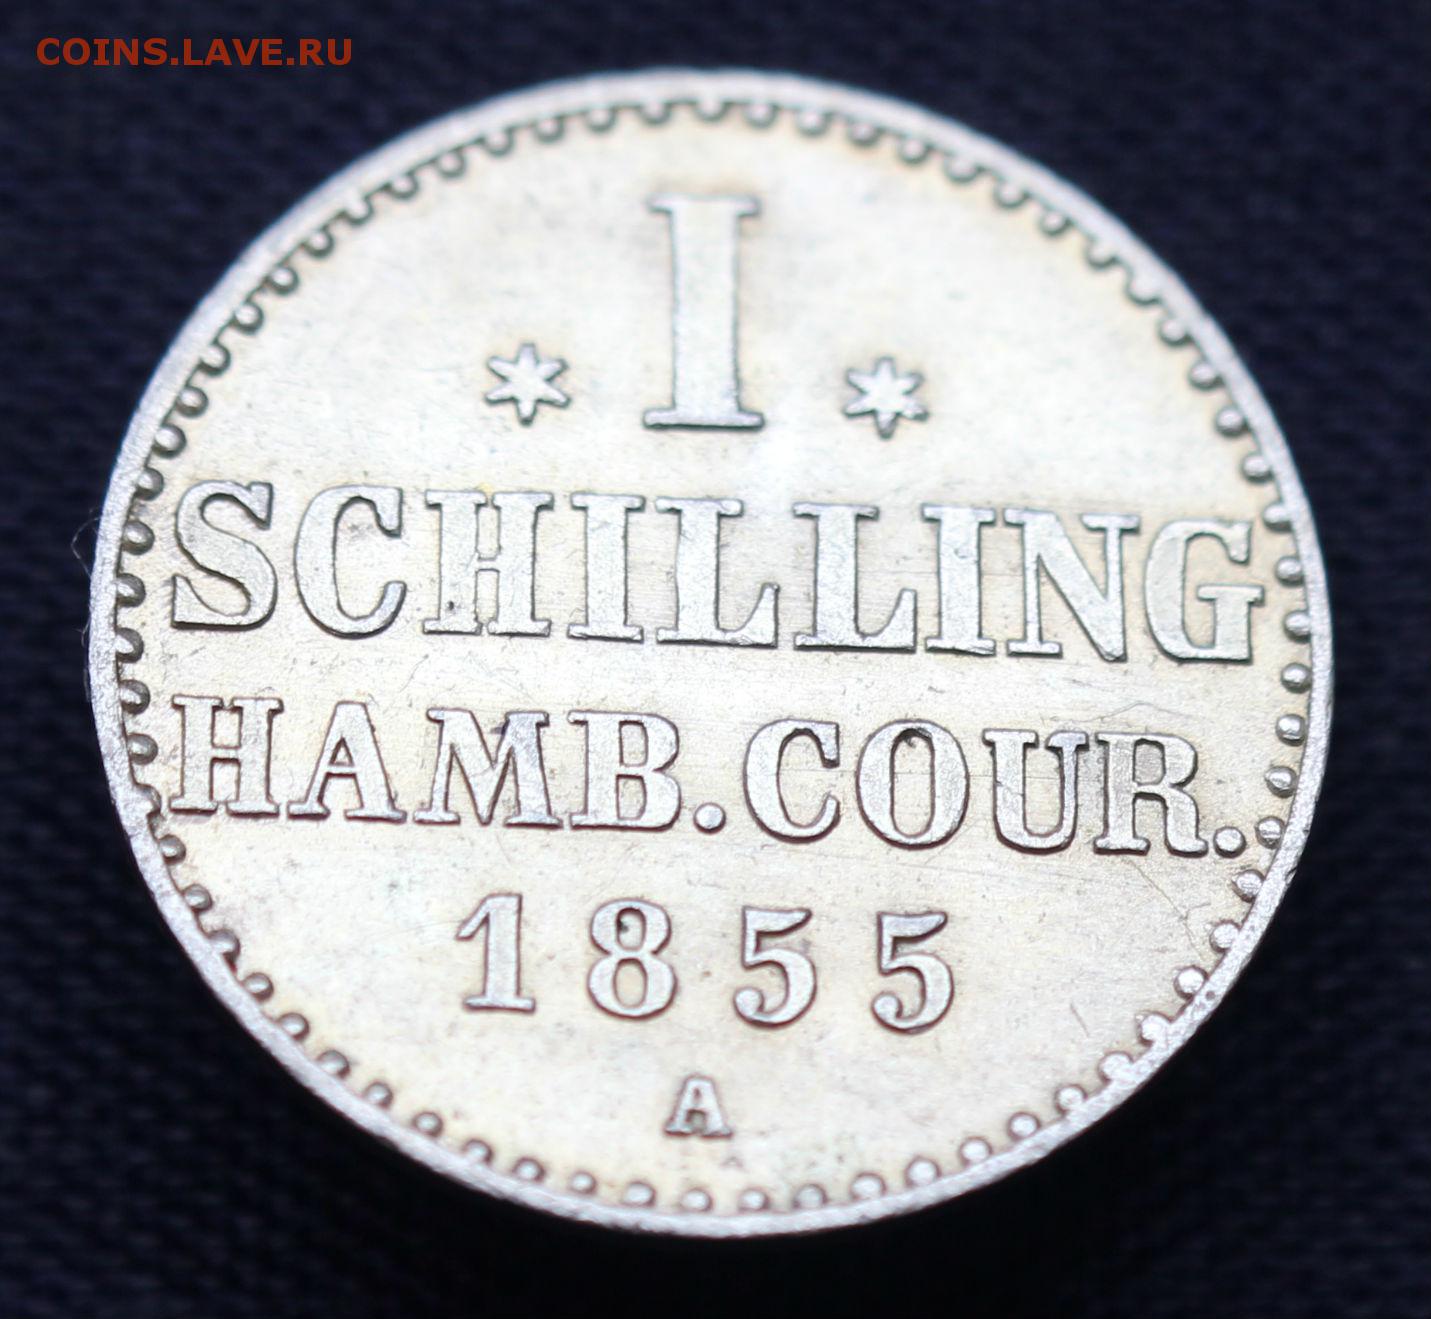 COINS.LAVE.RU
* I *
SCHILLING
HAMB. COUR.
1855
A